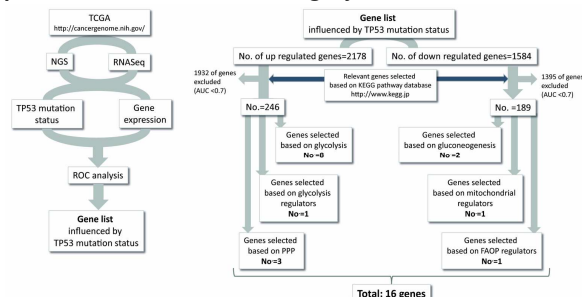 TCGA
http://cancergenome.nih.gov/
NGS
RNASeq
TP53 mutation
status
Gene
expression
ROC analysis
Gene list
influenced by
TP53 mutation status
Gene list
influenced by TP53 mutation status
No. of up regulated genes=2178
No. of down regulated genes=1584
1932 of genes
excluded
(AUC <0.7)
Relevant genes selected
based on KEGG pathway database
http://www.kegg.jp
1395 of genes
excluded
(AUC <0.7)
No.=246
No. =189
Genes selected
based on glycolysis
No.=0
Genes selected
based on gluconeogenesis
No.=2
Genes selected
based on glycolysis
regulators
No.=1
Genes selected
based on mitochondrial
regulators
No.=1
Genes selected
based on PPP
No.=3
Genes selected
based on FAOP regulators
No.=1
Total: 16 genes